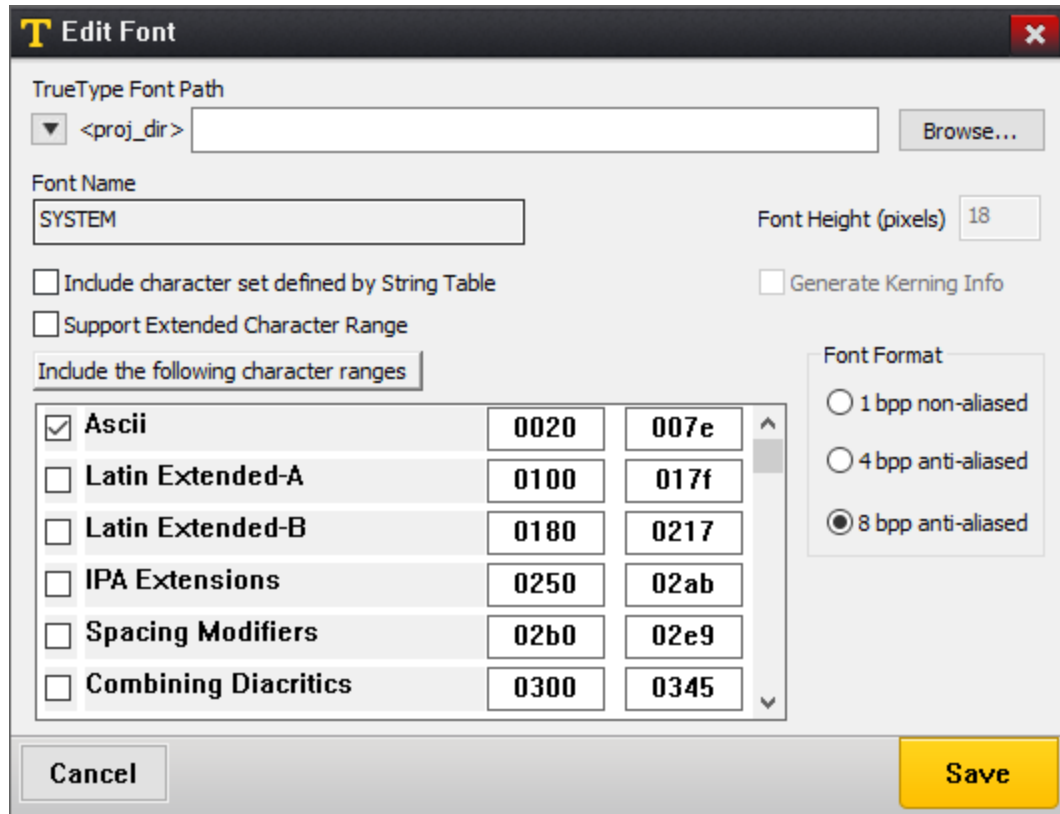 T Edit Font
TrueType Font Path
<proj_dir>
Browse...
Font Name
SYSTEM
Font Height (pixels) 18
Include character set defined by String Table
Generate Kerning Info
Support Extended Character Range
Include the following character ranges
Font Format
1 bpp non-aliased
4 bpp anti-aliased
8 bpp anti-aliased
Ascii 0020 007e
Latin Extended-A 0100 017f
Latin Extended-B 0180 0217
IPA Extensions 0250 02ab
Spacing Modifiers 02b0 02e9
Combining Diacritics 0300 0345
Cancel
Save